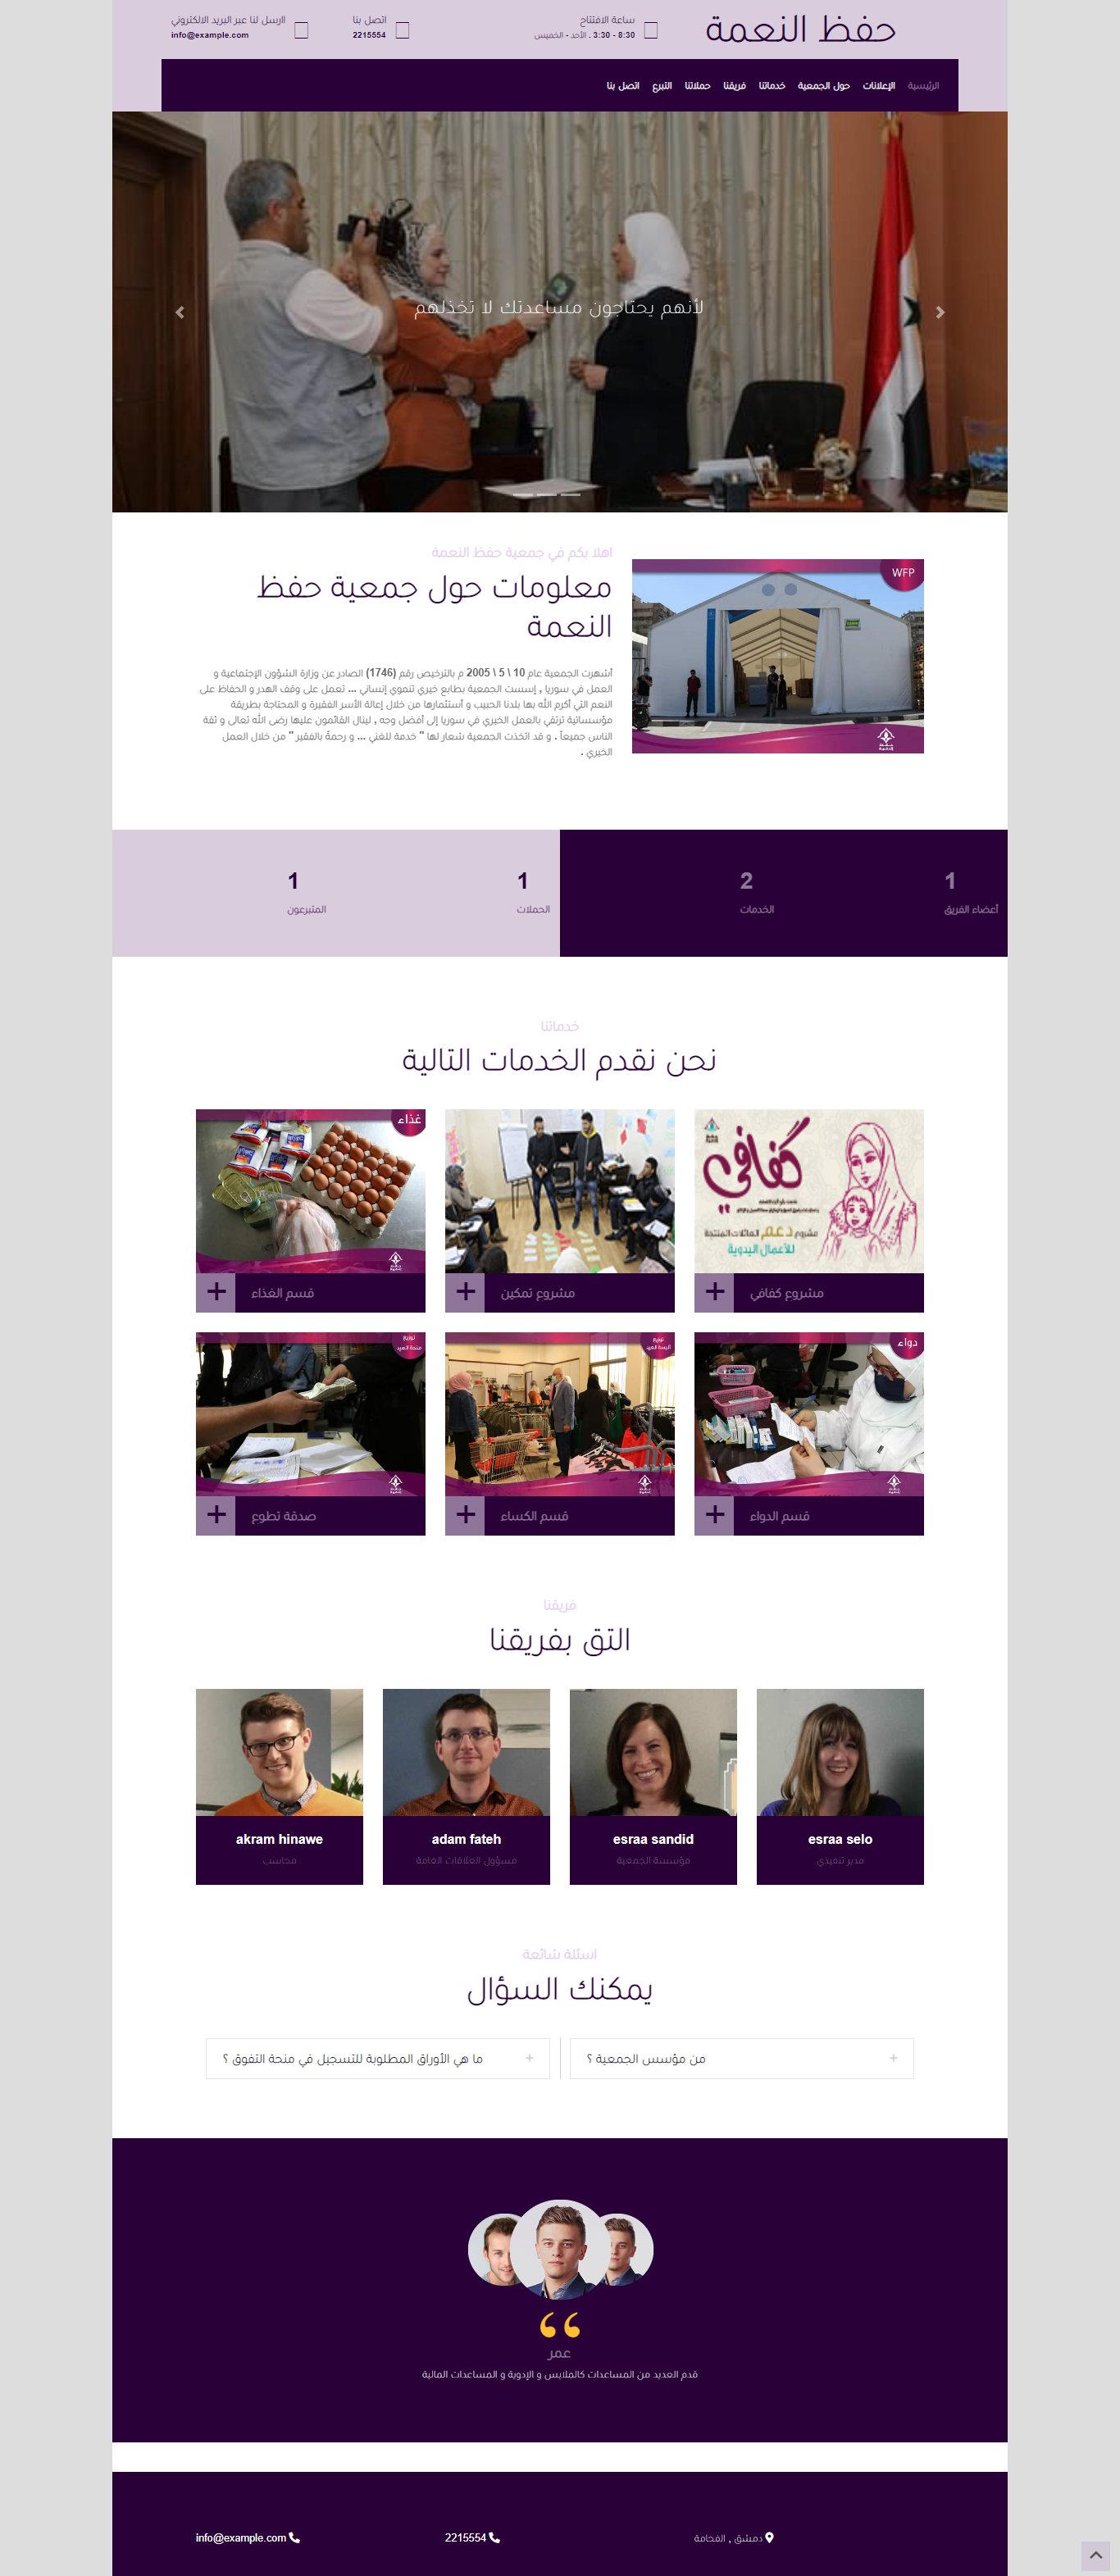 حفظ النعمة
ساعة الافتتاح
8:30 - 3:30 . الأحد - الخميس
اتصل بنا
2215554
ارسل لنا عبر البريد الالكتروني
info@example.com
الرئيسية الإعلانات حول الجمعية خدماتنا فريقنا حملاتنا التبرع اتصل بنا
لأنهم يحتاجون مساعدتك لا تخذلهم
WFP
اهلا بكم في جمعية حفظ النعمة
معلومات حول جمعية حفظ
النعمة
أشهرت الجمعية عام 10 \ 5 \ 2005 م بالترخيص رقم (1746) الصادر عن وزارة الشؤون الإجتماعية و
العمل في سوريا , إسست الجمعية بطابع خيري تنموي إنساني ... تعمل على وقف الهدر و الحفاظ على
النعم التي أكرم الله بها بلدنا الحبيب و أستثمارها من خلال إعالة الأسر الفقيرة و المحتاجة بطريقة
مؤسساتية ترتقي بالعمل الخيري في سوريا إلى أفضل وجه , لينال القائمون عليها رضى الله تعالى و ثقة
الناس جميعاً . و قد اتخذت الجمعية شعار لها " خدمة للغني ... و رحمةً بالفقير " من خلال العمل
الخيري .
1
أعضاء الفريق
2
الخدمات
1
الحملات
1
المتبرعون
خدماتنا
نحن نقدم الخدمات التالية
كفافي
مشروع دعم العائلات المنتجة
للأعمال اليدوية
+ مشروع كفافي
+ مشروع تمكين
غذاء
+ قسم الغذاء
دواء
+ قسم الدواء
توزيع
البسة العيد
+ قسم الكساء
توزيع
منحة العيد
+ صدقة تطوع
فريقنا
التق بفريقنا
esraa selo
مدير تنفيذي
esraa sandid
مؤسسة الجمعية
adam fateh
مسؤول العلاقات العامة
akram hinawe
محاسب
اسئلة شائعة
يمكنك السؤال
من مؤسس الجمعية ؟
ما هي الأوراق المطلوبة للتسجيل في منحة التفوق ؟
عمر
قدم العديد من المساعدات كالملابس و الإدوية و المساعدات المالية
دمشق , الفحامة
2215554
info@example.com